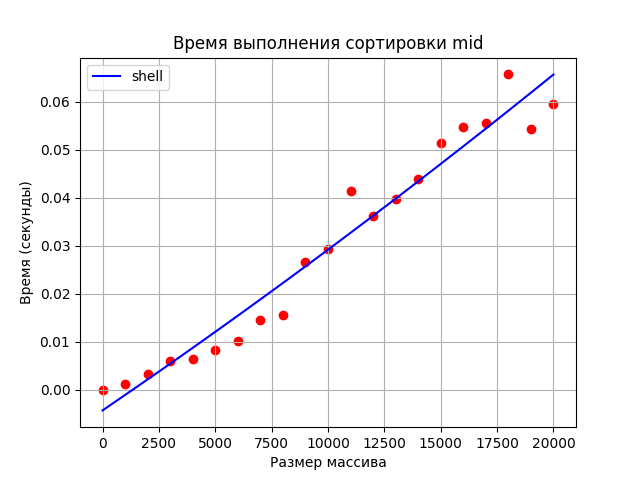 Время выполнения сортировки mid
shell
0.06
0.05
0.04
0.03
0.02
0.01
0.00
Время (секунды)
0 2500 5000 7500 10000 12500 15000 17500 20000
Размер массива